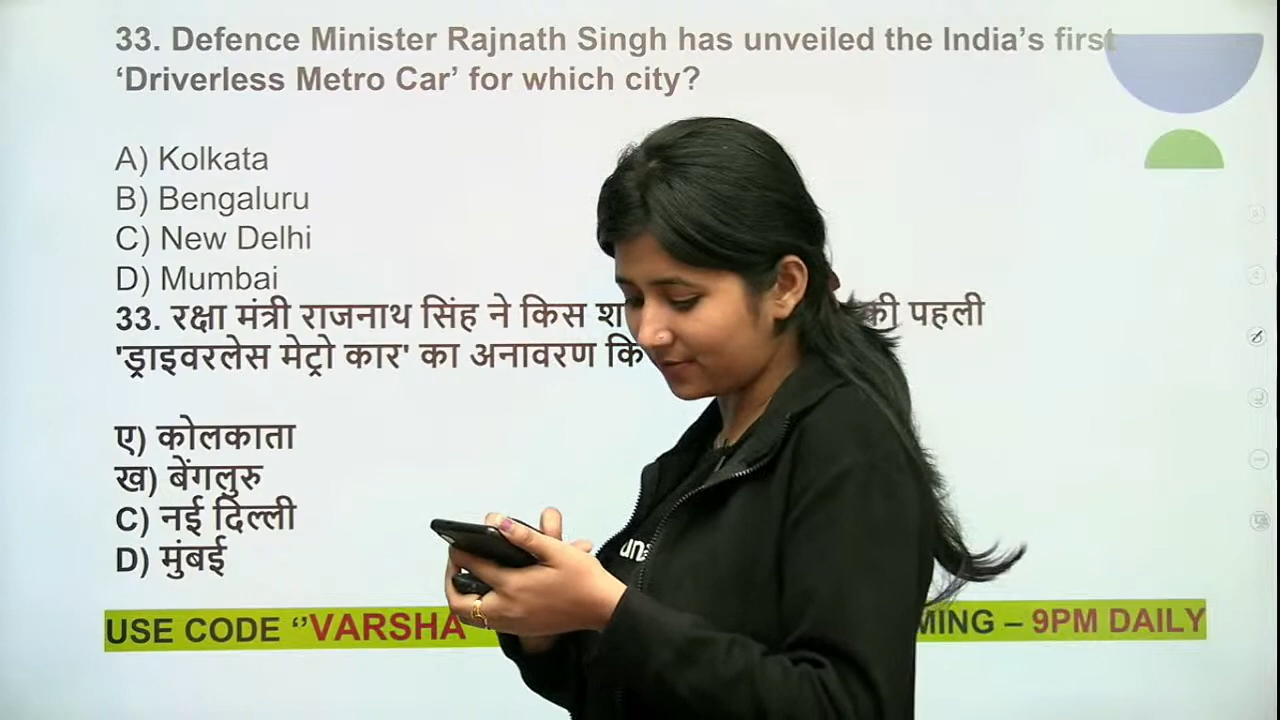 33. Defence Minister Rajnath Singh has unveiled the India's first
'Driverless Metro Car' for which city?
A) Kolkata
B) Bengaluru
C) New Delhi
D) Mumbai
33. रक्षा मंत्री राजनाथ सिंह ने किस की पहली
'ड्राइवरलेस मेट्रो कार' का अनावरण
ए) कोलकाता
ख) बेंगलुरु
C) नई दिल्ली
D) मुंबई
USE CODE ‘’VARSHA – 9PM DAILY